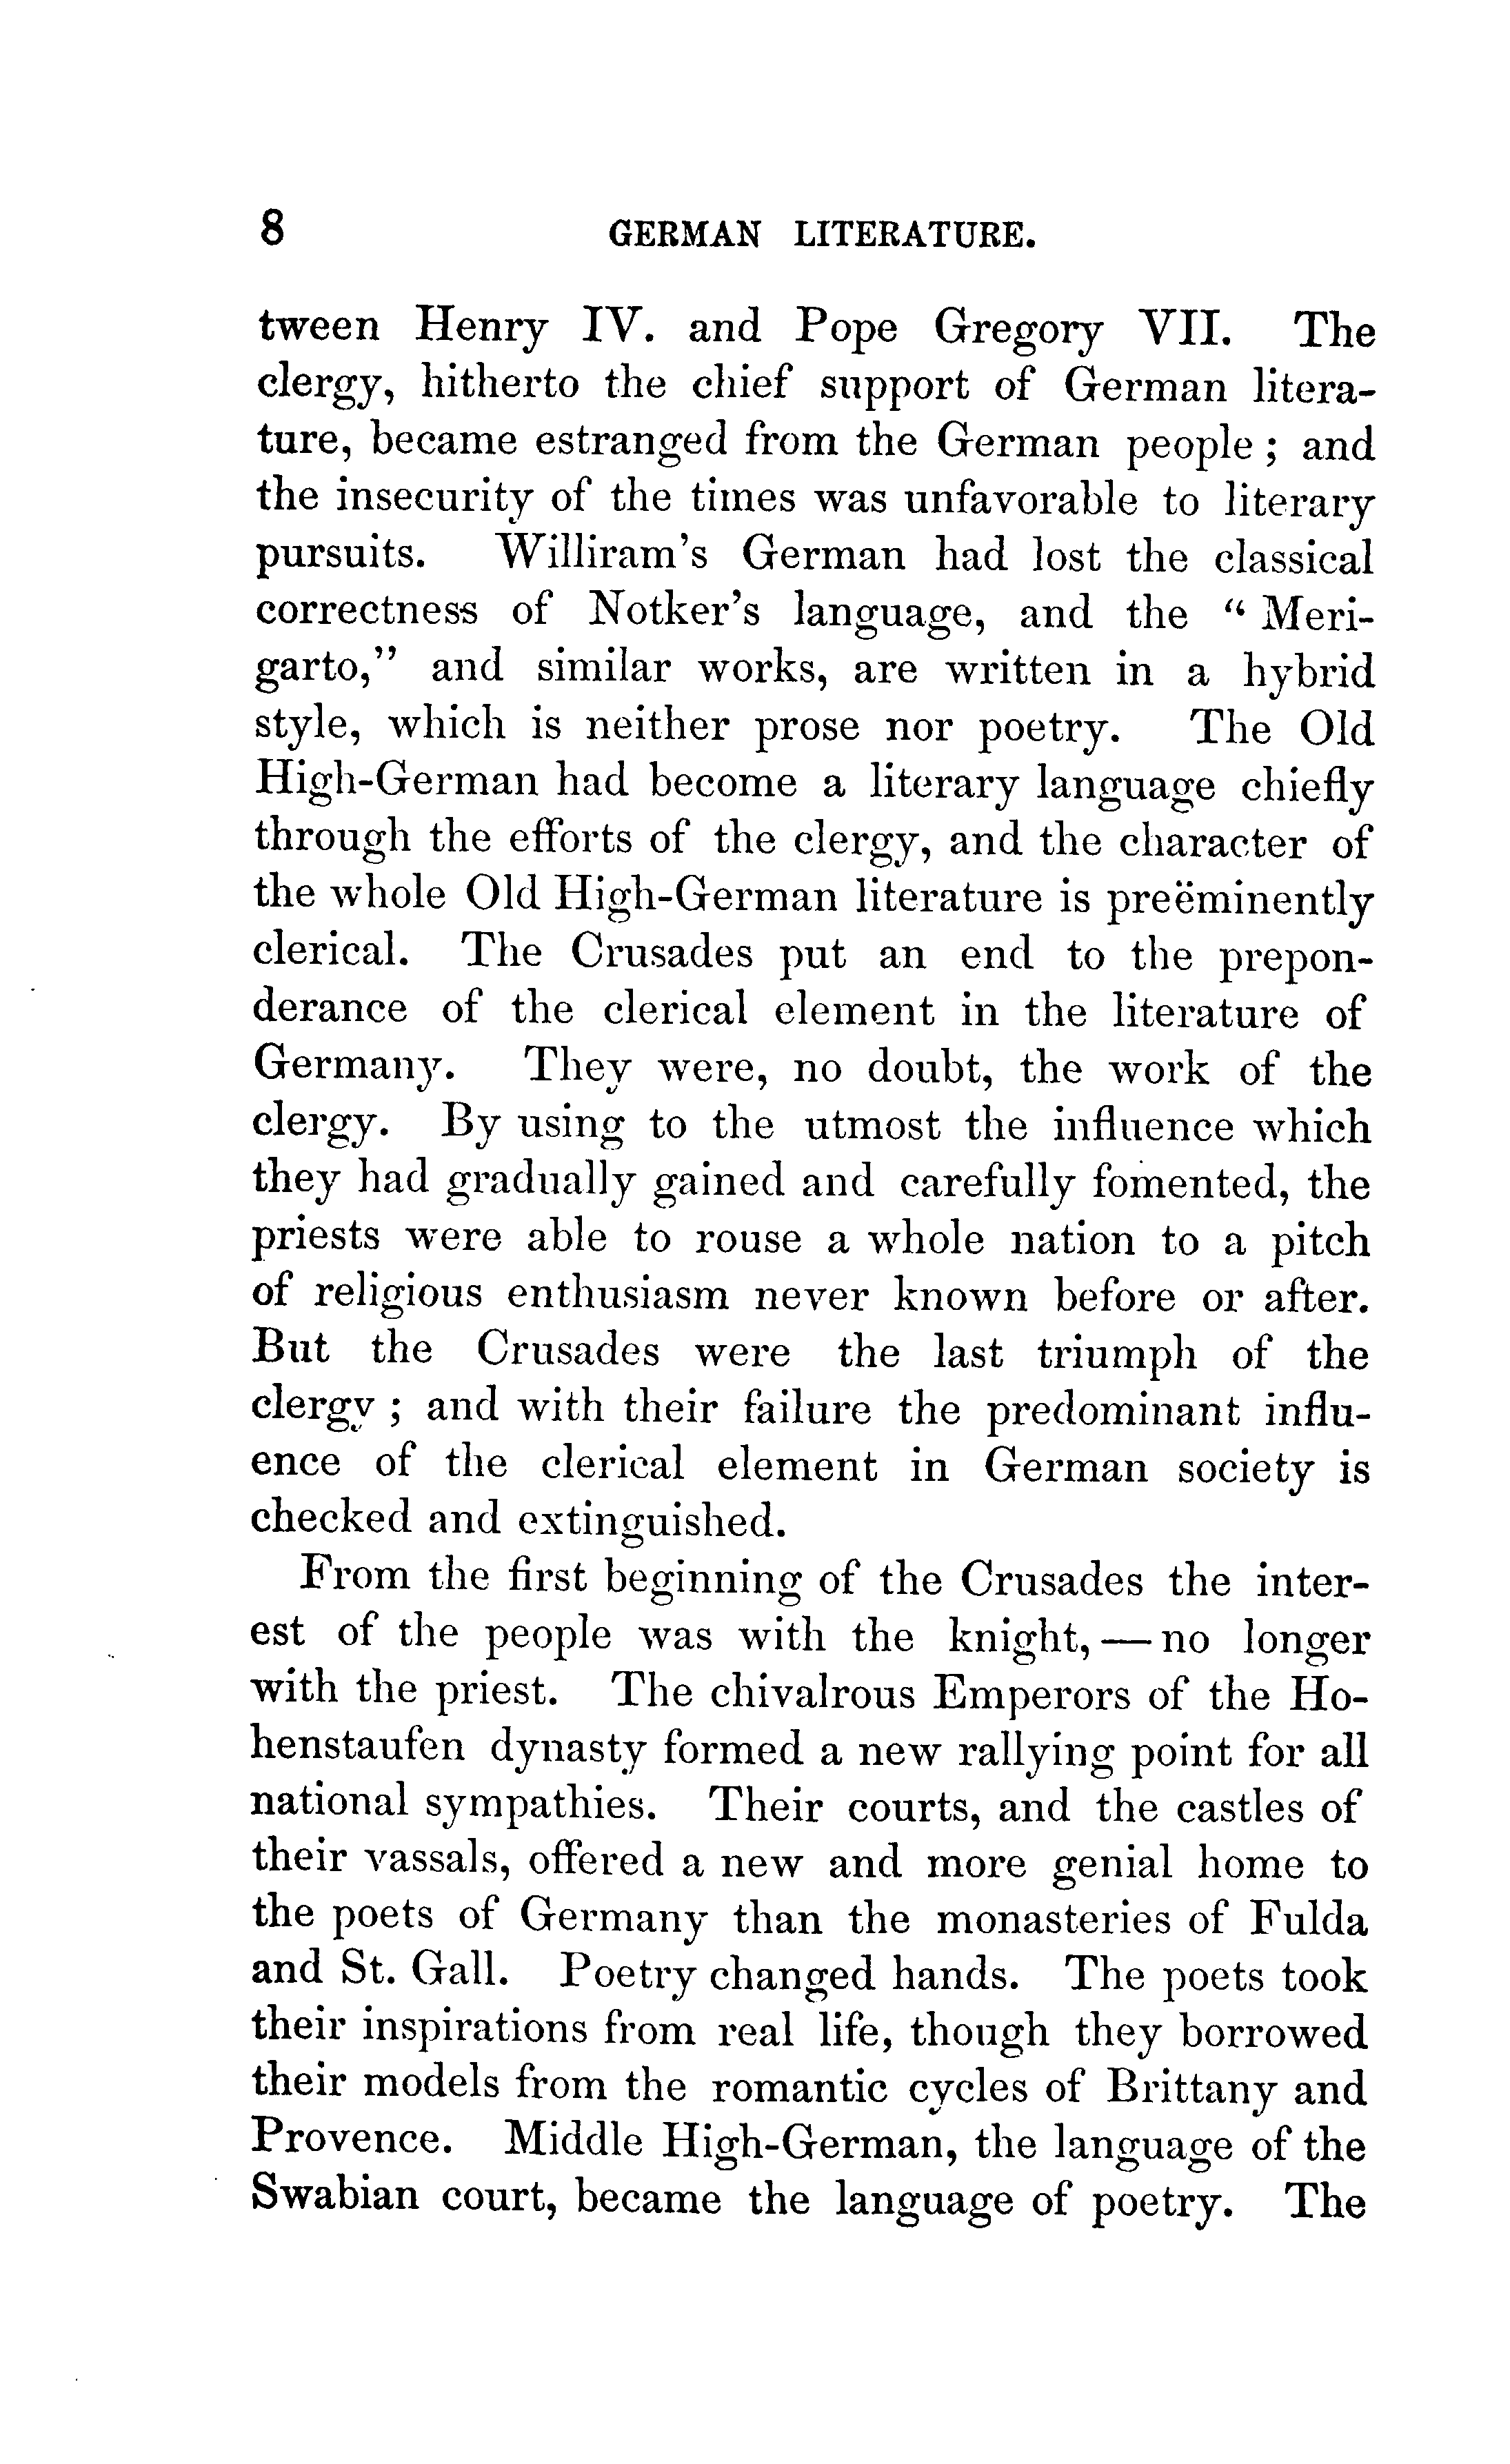 8 GERMAN LITERATURE.
tween Henry IV. and Pope Gregory VII. The
clergy, hitherto the chief support of German litera-
ture, became estranged from the German people ; and
the insecurity of the times was unfavorable to literary
pursuits. Williram's German had lost the classical
correctness of Notker's language, and the " Meri-
garto," and similar works, are written in a hybrid
style, which is neither prose nor poetry. The Old
High-German had become a literary language chiefly
through the efforts of the clergy, and the character of
the whole Old High-German literature is preëminently
clerical. The Crusades put an end to the prepon-
derance of the clerical element in the literature of
Germany. They were, no doubt, the work of the
clergy. By using to the utmost the influence which
they had gradually gained and carefully fomented, the
priests were able to rouse a whole nation to a pitch
of religious enthusiasm never known before or after.
But the Crusades were the last triumph of the
clergy ; and with their failure the predominant influ-
ence of the clerical element in German society is
checked and extinguished.
From the first beginning of the Crusades the inter-
est of the people was with the knight, — no longer
with the priest. The chivalrous Emperors of the Ho-
henstaufen dynasty formed a new rallying point for all
national sympathies. Their courts, and the castles of
their vassals, offered a new and more genial home to
the poets of Germany than the monasteries of Fulda
and St. Gall. Poetry changed hands. The poets took
their inspirations from real life, though they borrowed
their models from the romantic cycles of Brittany and
Provence. Middle High-German, the language of the
Swabian court, became the language of poetry. The